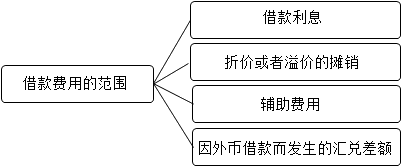 借款费用的范围
借款利息
折价或者溢价的摊销
辅助费用
因外币借款而发生的汇兑差额